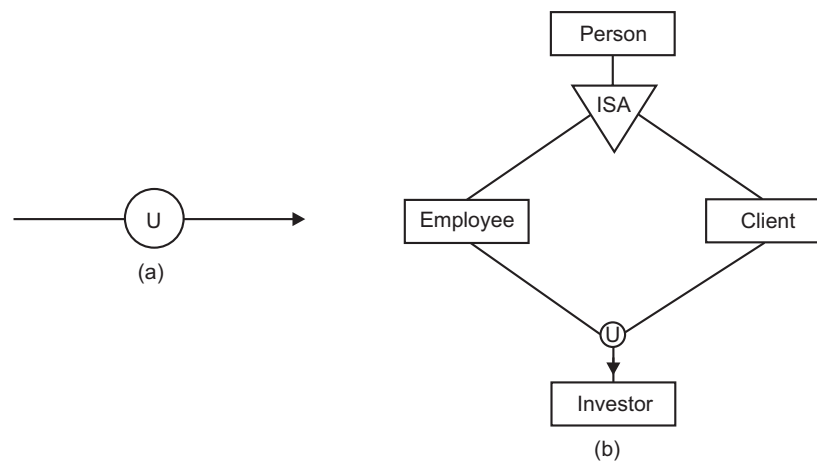 Person
ISA
Employee
Client
U
(a)
U
Investor
(b)